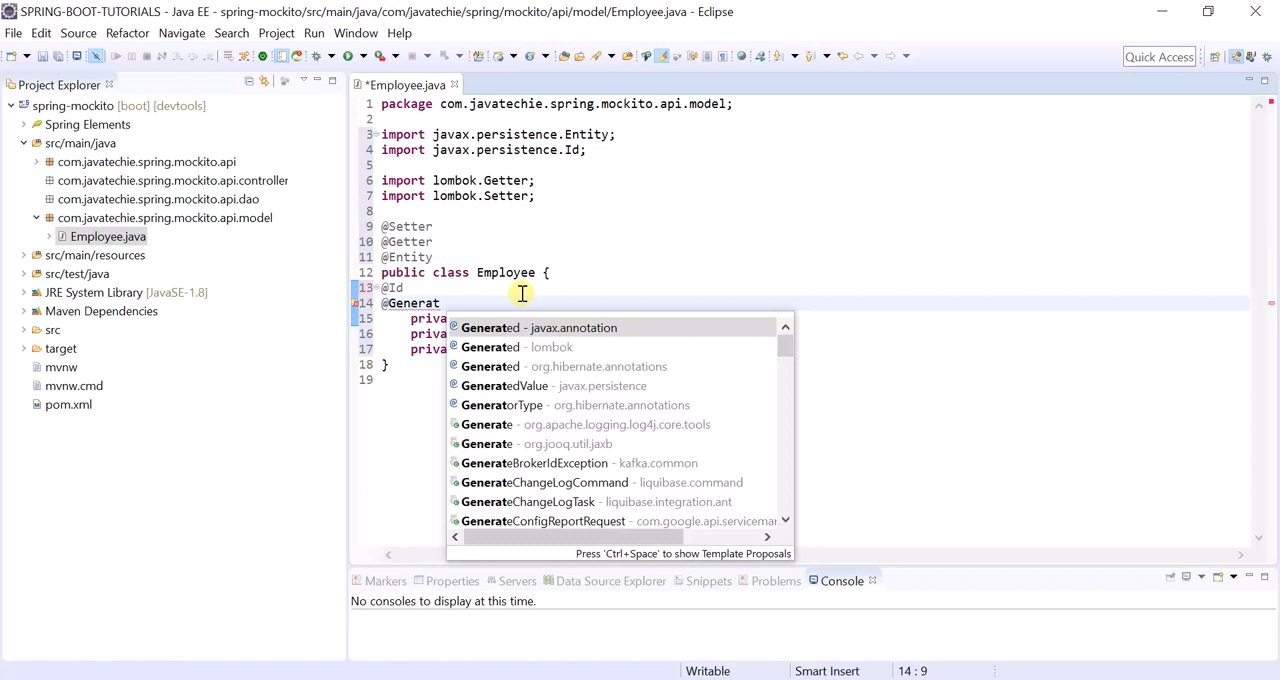 SPRING-BOOT-TUTORIALS - Java EE - spring-mockito/src/main/java/com/javatechie/spring/mockito/api/model/Employee.java - Eclipse
File Edit Source Refactor Navigate Search Project Run Window Help
Quick Access
Project Explorer
spring-mockito [boot] [devtools]
Spring Elements
src/main/java
com.javatechie.spring.mockito.api
com.javatechie.spring.mockito.api.controller
com.javatechie.spring.mockito.api.dao
com.javatechie.spring.mockito.api.model
Employee.java
src/main/resources
src/test/java
JRE System Library [JavaSE-1.8]
Maven Dependencies
src
target
mvnw
mvnw.cmd
pom.xml
*Employee.java
1 package com.javatechie.spring.mockito.api.model;
2
3 import javax.persistence.Entity;
4 import javax.persistence.Id;
5
6 import lombok.Getter;
7 import lombok.Setter;
8
9 @Setter
10 @Getter
11 @Entity
12 public class Employee {
13 @Id
14 @Generat
15 priva
16 priva
17 priva
18 }
19
Generated - javax.annotation
Generated - lombok
Generated - org.hibernate.annotations
GeneratedValue - javax.persistence
GeneratorType - org.hibernate.annotations
Generate - org.apache.logging.log4j.core.tools
Generate - org.jooq.util.jaxb
GenerateBrokerIdException - kafka.common
GenerateChangeLogCommand - liquibase.command
GenerateChangeLogTask - liquibase.integration.ant
GenerateConfigReportRequest - com.google.api.servicemar
Press 'Ctrl+Space' to show Template Proposals
Markers Properties Servers Data Source Explorer Snippets Problems Console
No consoles to display at this time.
Writable Smart Insert 14 : 9